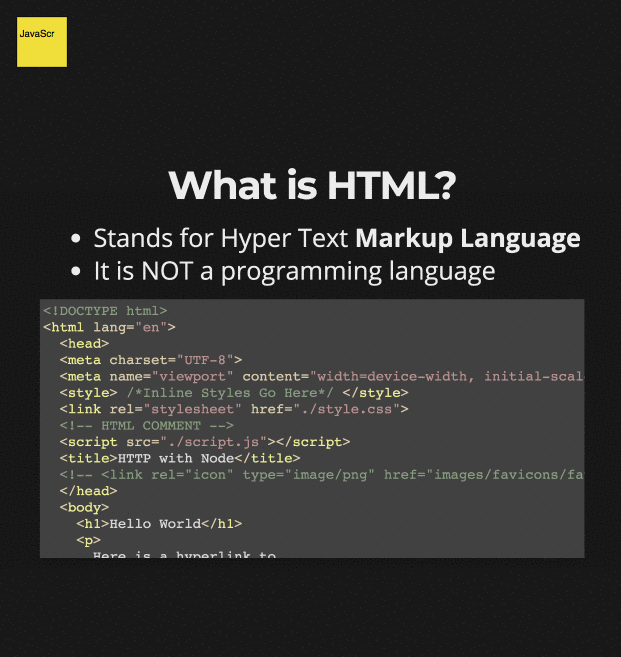 JavaScr
What is HTML?
Stands for Hyper Text Markup Language
It is NOT a programming language
<!DOCTYPE html>
<html lang="en">
<head>
<meta charset="UTF-8">
<meta name="viewport" content="width=device-width, initial-scal
<style> /*Inline Styles Go Here*/ </style>
<link rel="stylesheet" href="./style.css">
<!-- HTML COMMENT -->
<script src="./script.js"></script>
<title>HTTP with Node</title>
<!-- <link rel="icon" type="image/png" href="images/favicons/fa
</head>
<body>
<h1>Hello World</h1>
<p>
Here is a hyperlink to